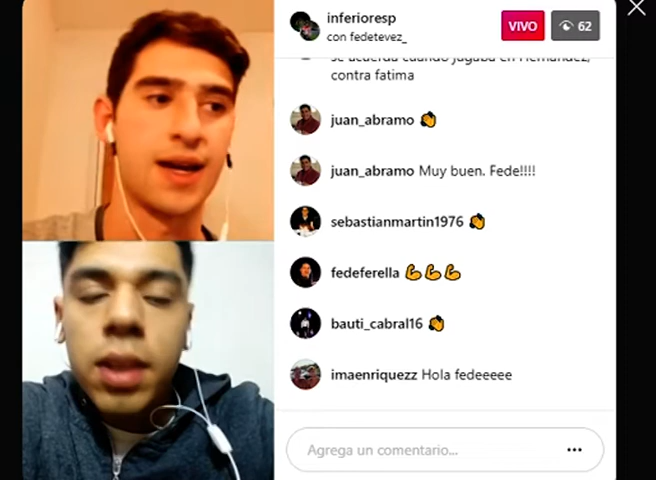 inferioresp
con fedetevez_
VIVO
62
se acuerda cuando jugaba en Hernandez,
contra fatima
juan_abramo 👏
juan_abramo Muy buen. Fede!!!!
sebastianmartin1976 👏
fedeferella 💪💪💪
bauti_cabral16 👏
imaenriquezz Hola fedeeeee
Agrega un comentario...